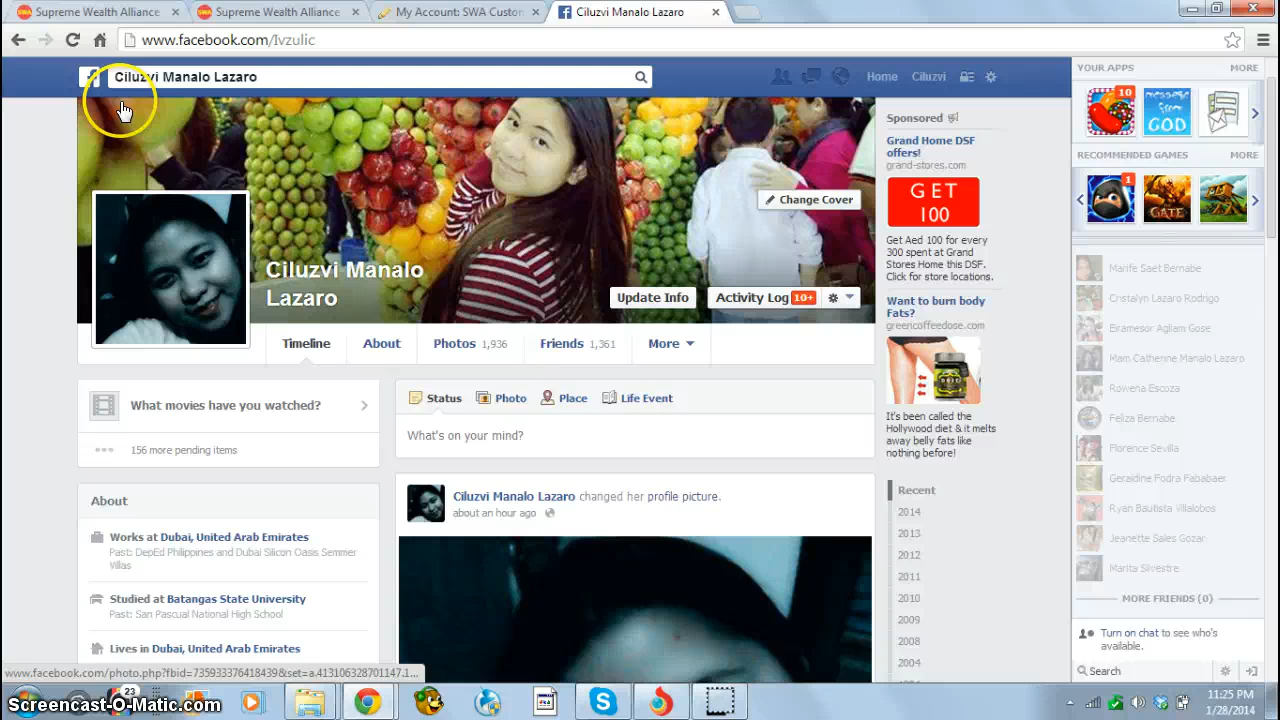 Supreme Wealth Alliance
Supreme Wealth Alliance
My Account: SWA Custom
Ciluzvi Manalo Lazaro
www.facebook.com/Ivzulic
Ciluzvi Manalo Lazaro
Home
Ciluzvi
YOUR APPS
MORE
10
message from GOD
RECOMMENDED GAMES
MORE
1
GATE
Sponsored
Grand Home DSF
offers!
grand-stores.com
GET
100
Get Aed 100 for every
300 spent at Grand
Stores Home this DSF.
Click for store locations.
Want to burn body
Fats?
greencoffeedose.com
It's been called the
Hollywood diet & it melts
away belly fats like
nothing before!
Change Cover
Ciluzvi Manalo
Lazaro
Update Info
Activity Log 10+
Timeline
About
Photos 1,936
Friends 1,361
More
What movies have you watched?
156 more pending items
About
Works at Dubai, United Arab Emirates
Past: DepEd Philippines and Dubai Silicon Oasis Semmer
Villas
Studied at Batangas State University
Past: San Pascual National High School
Lives in Dubai, United Arab Emirates
Status
Photo
Place
Life Event
What's on your mind?
Ciluzvi Manalo Lazaro changed her profile picture.
about an hour ago
Recent
2014
2013
2012
2011
2010
2009
2008
2004
Marife Saet Bernabe
Cristalyn Lazaro Rodrigo
Eiramesor Agliam Gose
Mam Catherine Manalo Lazaro
Rowena Escoza
Feliza Bernabe
Florence Sevilla
Geraldine Fodra Fababaer
Ryan Bautista Villalobos
Jeanette Sales Gozar
Marita Silvestre
MORE FRIENDS (0)
Turn on chat to see who's
available.
Search
www.facebook.com/photo.php?fbid=735933376418439&set=a.413106328701147.1...
23
Screencast-O-Matic.com
11:25 PM
1/28/2014